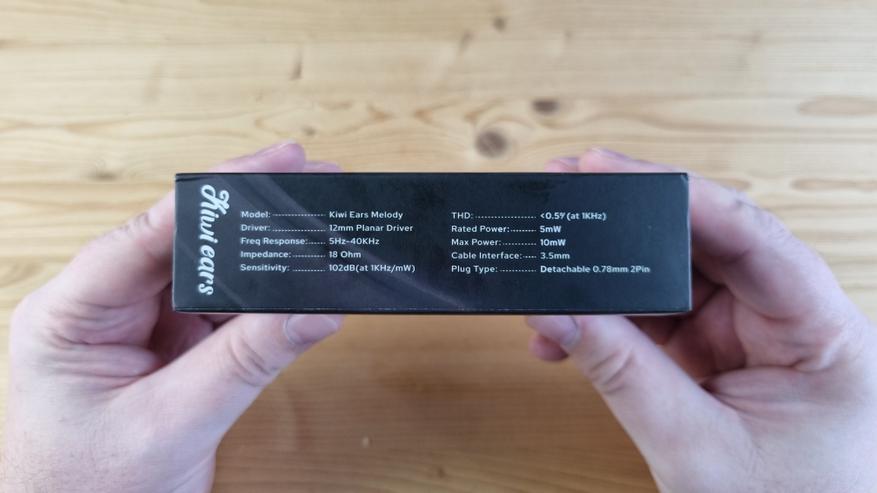 Kiwi ears
Model: Kiwi Ears Melody
Driver: 12mm Planar Driver
Freq Response: 5Hz-40KHz
Impedance: 18 Ohm
Sensitivity: 102dB(at 1KHz/mW)
THD: <0.5% (at 1KHz)
Rated Power: 5mW
Max Power: 10mW
Cable Interface: 3.5mm
Plug Type: Detachable 0.78mm 2Pin